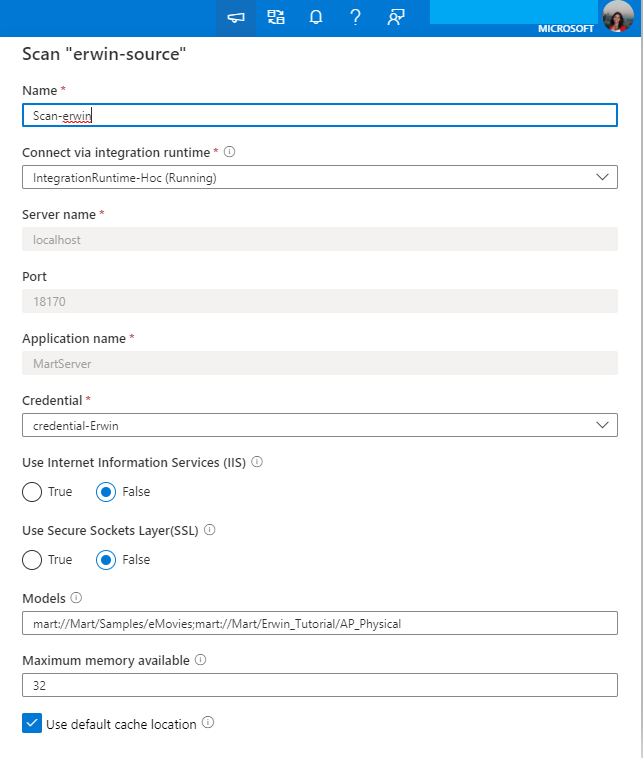 MICROSOFT
Scan "erwin-source"
Name *
Scan-erwin
Connect via integration runtime *
IntegrationRuntime-Hoc (Running)
Server name *
localhost
Port
18170
Application name *
MartServer
Credential *
credential-Erwin
Use Internet Information Services (IIS)
True False
Use Secure Sockets Layer(SSL)
True False
Models
mart://Mart/Samples/eMovies;mart://Mart/Erwin_Tutorial/AP_Physical
Maximum memory available
32
Use default cache location